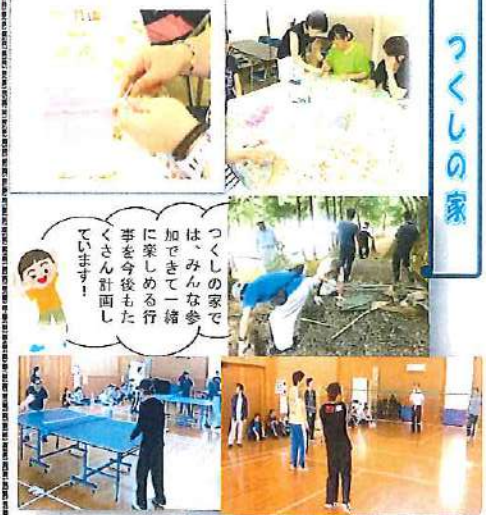 つくしの家
つくしの家で
は、みんな参
加できて一緒
に楽しめる行
事を今後もた
くさん計画し
ています！